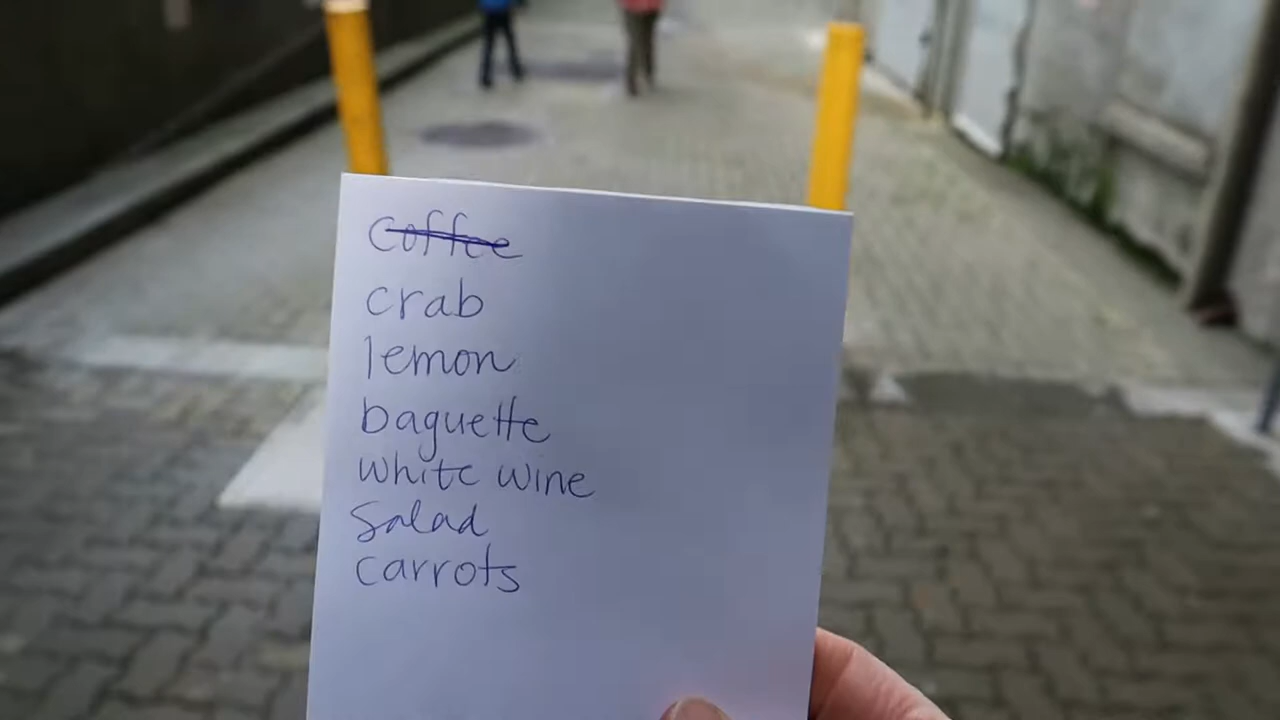 Coffee
crab
lemon
baguette
white wine
Salad
carrots